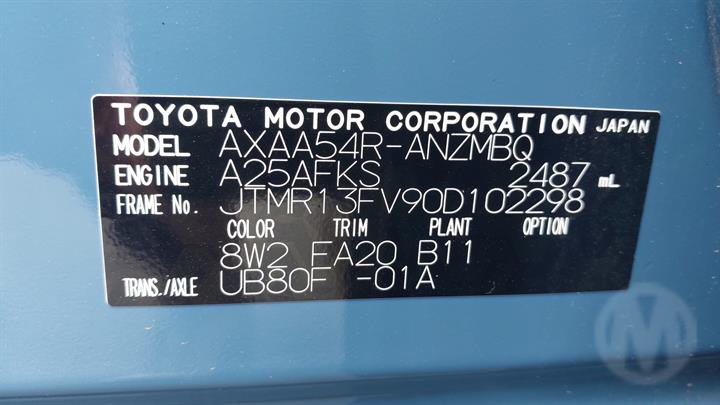 TOYOTA MOTOR CORPORATION JAPAN
MODEL AXAA54R-ANZMBQ
ENGINE A25AFKS 2487 mL
FRAME No. JTMR13FV90D102298
COLOR TRIM PLANT OPTION
8W2 FA20 B11
TRANS./AXLE UB80F -01A
M